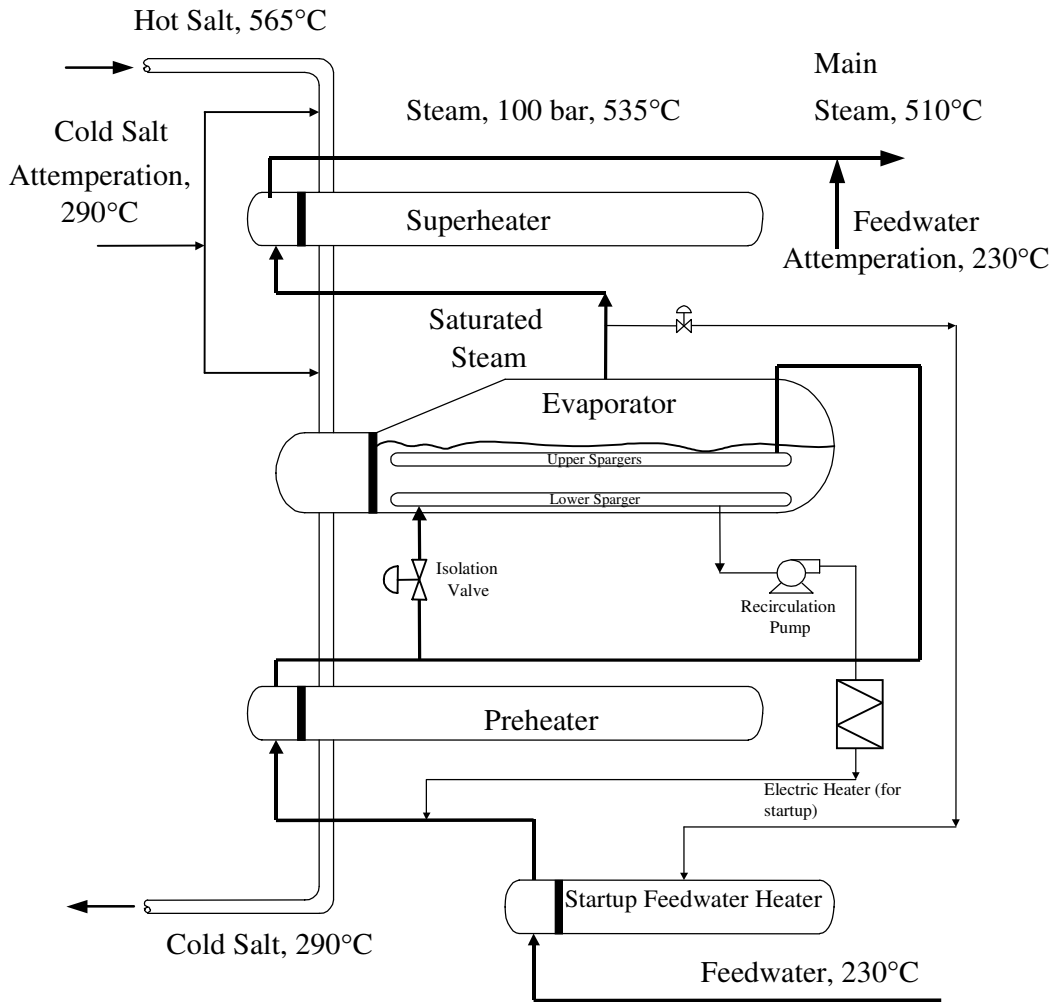 Hot Salt, 565°C
Main
Steam, 100 bar, 535°C
Steam, 510°C
Cold Salt
Attemperation,
290°C
Superheater
Feedwater
Attemperation, 230°C
Saturated
Steam
Evaporator
Upper Spargers
Lower Sparger
Isolation
Valve
Recirculation
Pump
Preheater
Electric Heater (for
startup)
Startup Feedwater Heater
Cold Salt, 290°C
Feedwater, 230°C